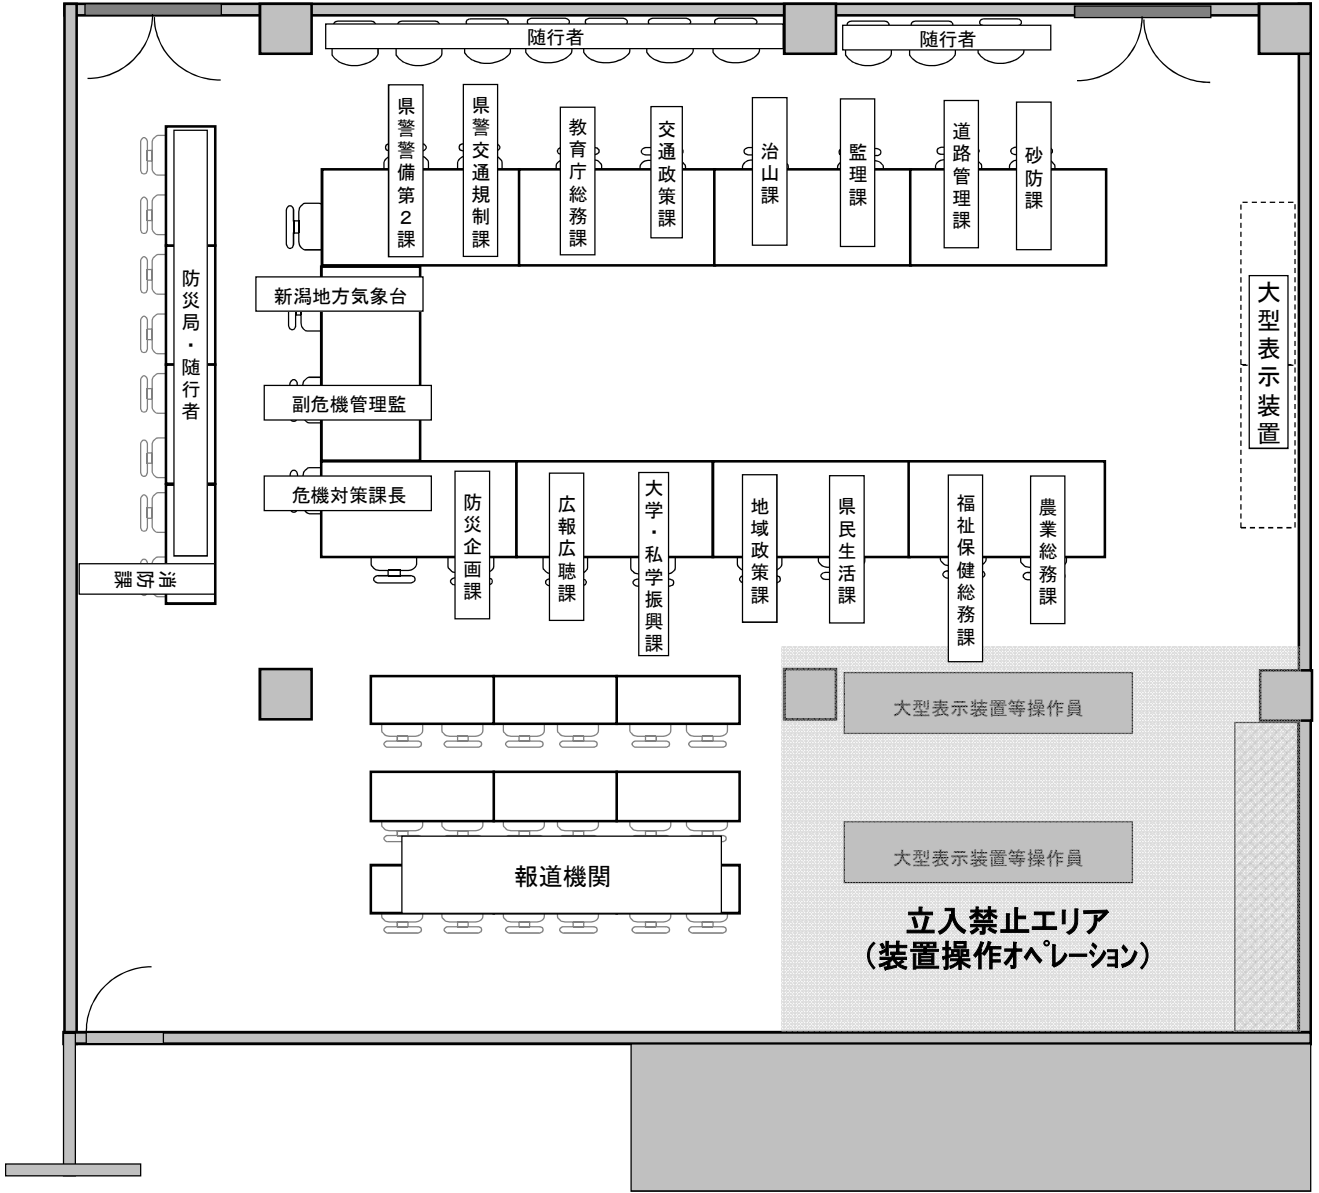 随行者
随行者
県警警備第２課
県警交通規制課
教育庁総務課
交通政策課
治山課
監理課
道路管理課
砂防課
防災局・随行者
新潟地方気象台
大型表示装置
副危機管理監
危機対策課長
防災企画課
広報広聴課
大学・私学振興課
地域政策課
県民生活課
福祉保健総務課
農業総務課
消防課
大型表示装置等操作員
大型表示装置等操作員
報道機関
立入禁止エリア
（装置操作ｵﾍﾟﾚｰｼｮﾝ）